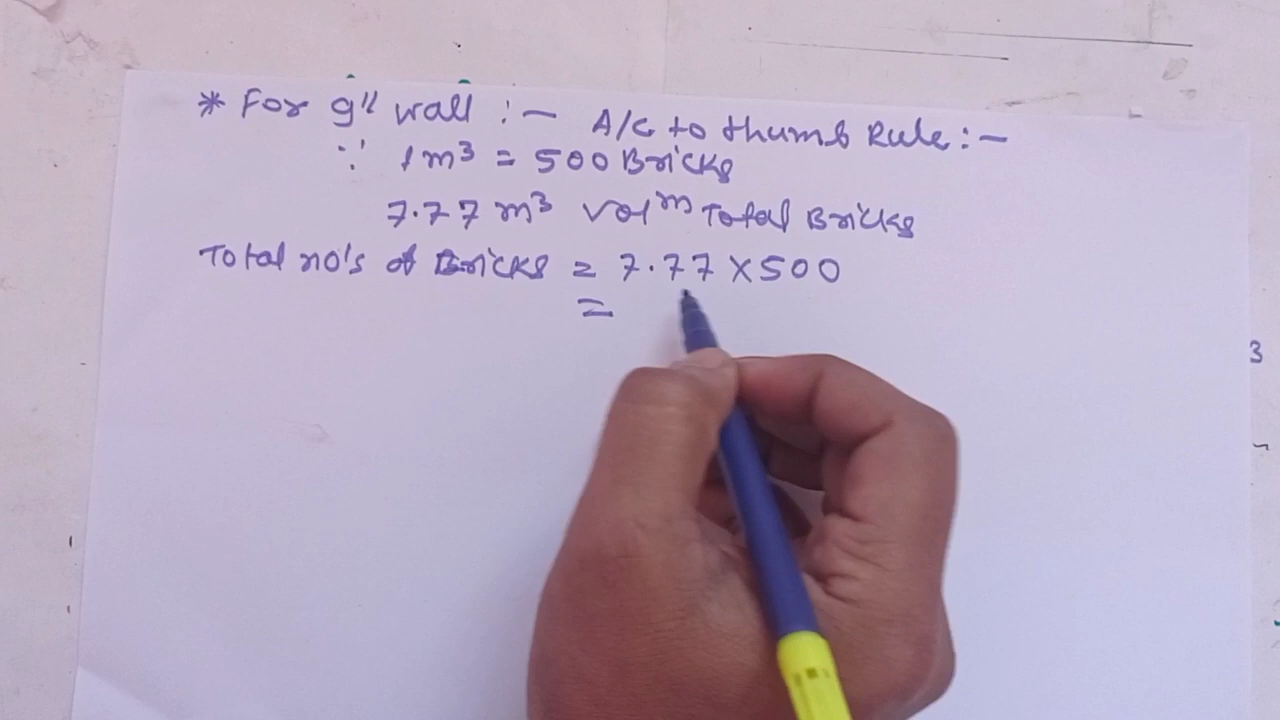 * For 9" wall :- A/c to thumb Rule :-
∵ 1m³ = 500 Bricks
7.77 m³ volᵐ Total Bricks
Total no's of Bricks = 7.77 X 500
=
3